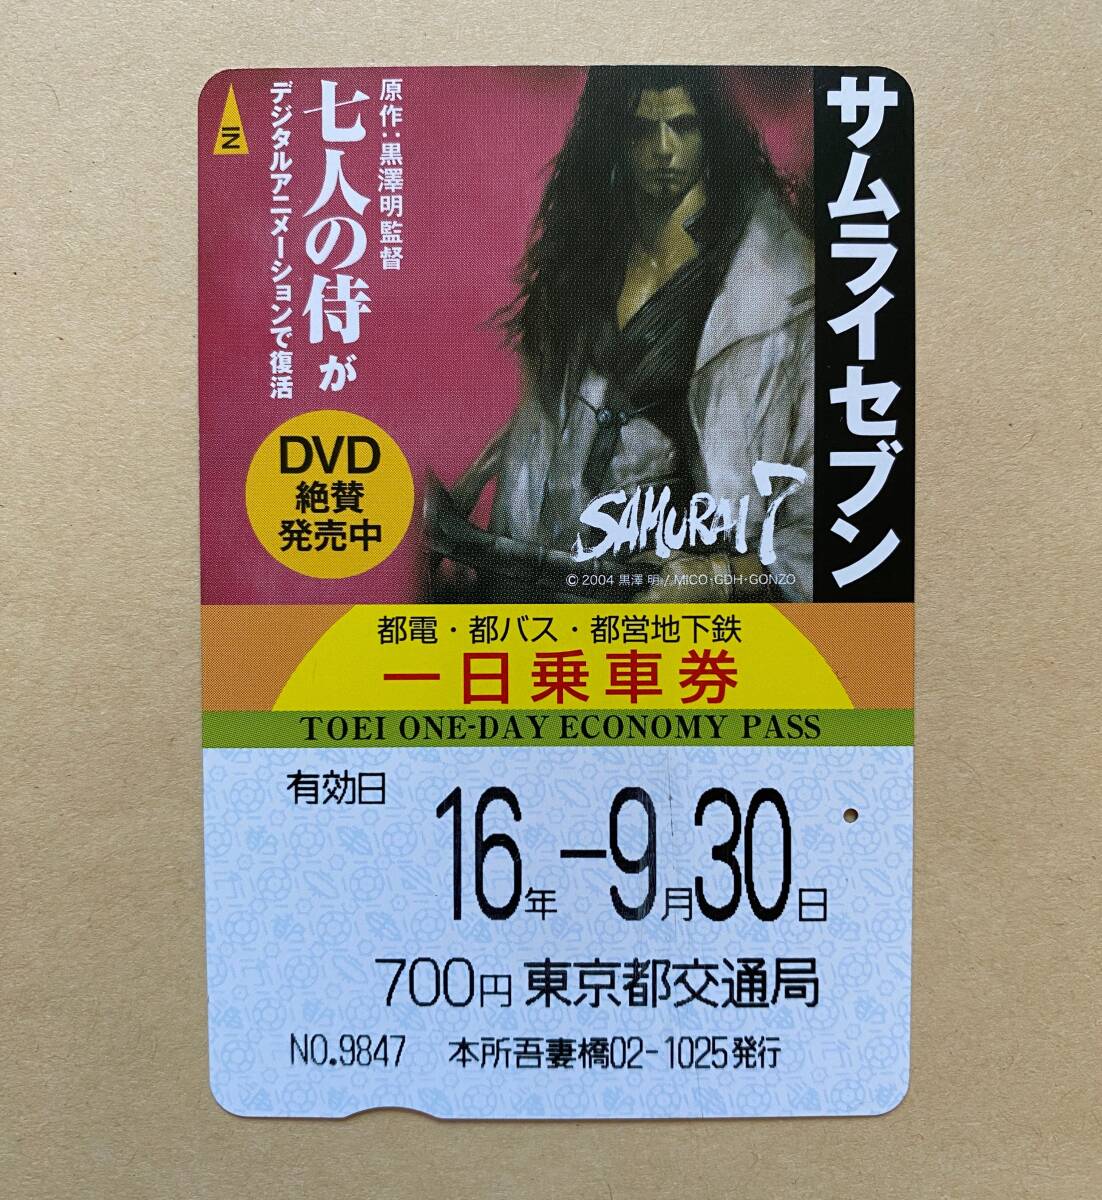 サムライセブン
原作:黒澤明監督
七人の侍が
デジタルアニメーションで復活
IN
DVD
絶賛
発売中
SAMURAI 7
© 2004 黒澤 明 / MICO・GDH・GONZO
都電・都バス・都営地下鉄
一日乗車券
TOEI ONE-DAY ECONOMY PASS
有効日
16年-9月30日
700円 東京都交通局
NO.9847 本所吾妻橋02-1025発行